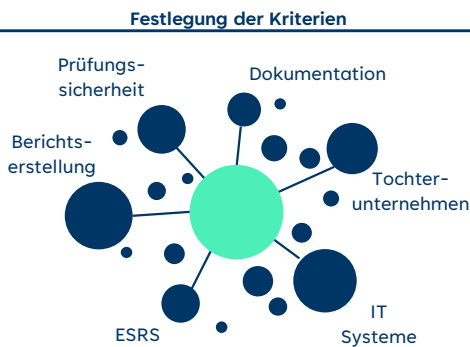 Festlegung der Kriterien
Prüfungs-
sicherheit
Dokumentation
Berichts-
erstellung
Tochter-
unternehmen
ESRS
IT
Systeme